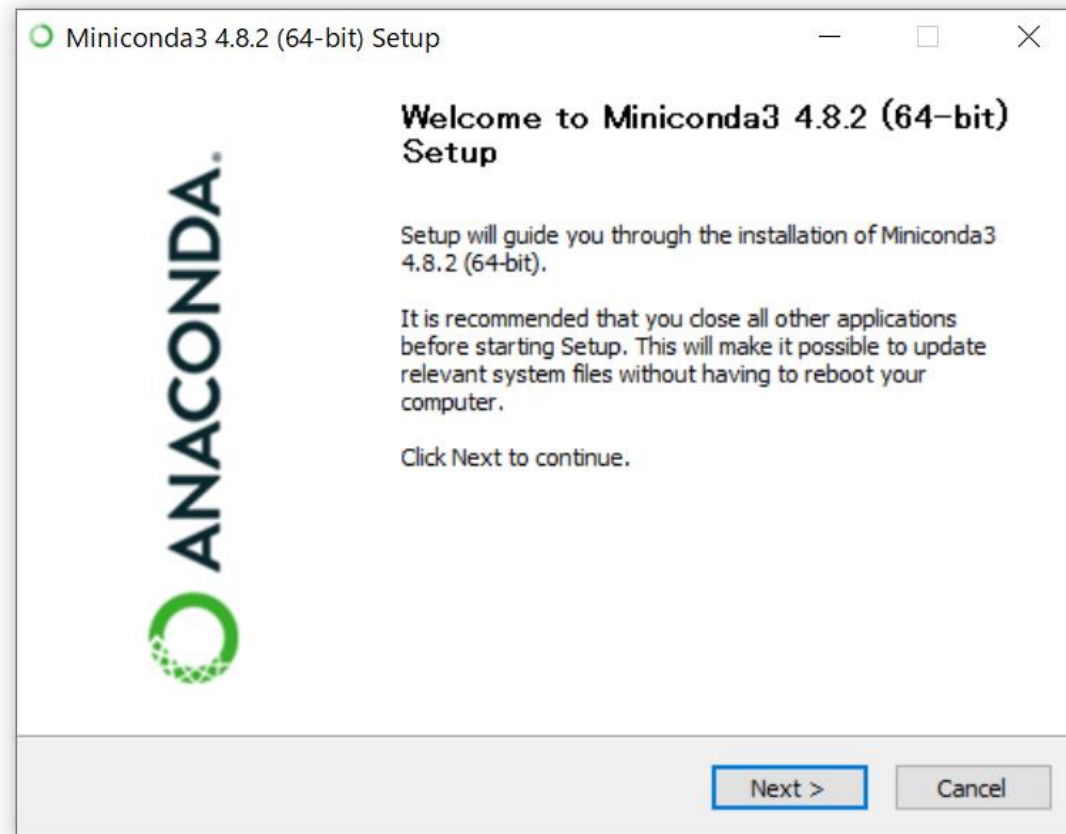 Miniconda3 4.8.2 (64-bit) Setup
ANACONDA.
Welcome to Miniconda3 4.8.2 (64-bit)
Setup
Setup will guide you through the installation of Miniconda3
4.8.2 (64-bit).
It is recommended that you close all other applications
before starting Setup. This will make it possible to update
relevant system files without having to reboot your
computer.
Click Next to continue.
Next >
Cancel